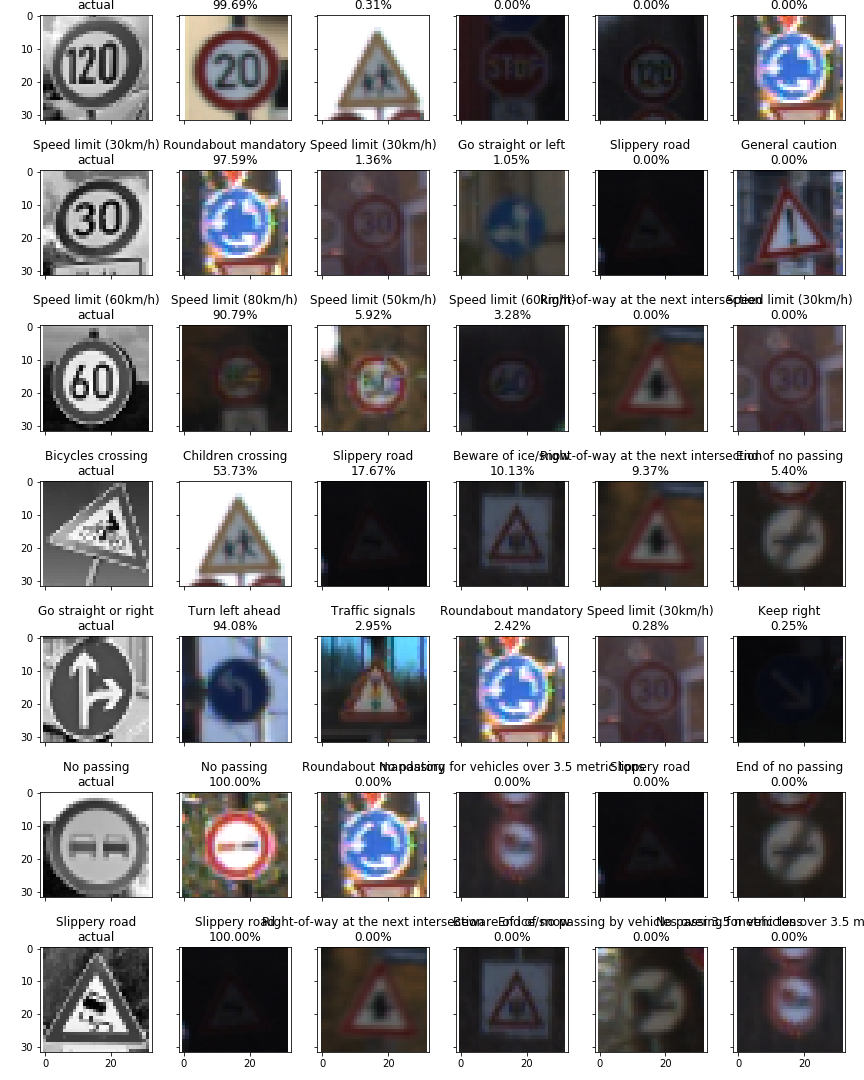 actual 99.69% 0.31% 0.00% 0.00% 0.00%
0
10
20
30
120 20 STOP 120
Speed limit (30km/h) Roundabout mandatory Speed limit (30km/h) Go straight or left Slippery road General caution
actual 97.59% 1.36% 1.05% 0.00% 0.00%
0
10
20
30
30 30
Speed limit (60km/h) Speed limit (80km/h) Speed limit (50km/h) Speed limit (60km/h) Right-of-way at the next intersection Speed limit (30km/h)
actual 90.79% 5.92% 3.28% 0.00% 0.00%
0
10
20
30
60 60 30
Bicycles crossing Children crossing Slippery road Beware of ice/snow Right-of-way at the next intersection End of no passing
actual 53.73% 17.67% 10.13% 9.37% 5.40%
0
10
20
30
Go straight or right Turn left ahead Traffic signals Roundabout mandatory Speed limit (30km/h) Keep right
actual 94.08% 2.95% 2.42% 0.28% 0.25%
0
10
20
30
30
No passing No passing Roundabout mandatory No passing for vehicles over 3.5 metric tons Slippery road End of no passing
actual 100.00% 0.00% 0.00% 0.00% 0.00%
0
10
20
30
Slippery road Slippery road Right-of-way at the next intersection Beware of ice/snow End of no passing by vehicles over 3.5 metric tons No passing for vehicles over 3.5 m
actual 100.00% 0.00% 0.00% 0.00% 0.00%
0
10
20
30
0 20 0 20 0 20 0 20 0 20 0 20